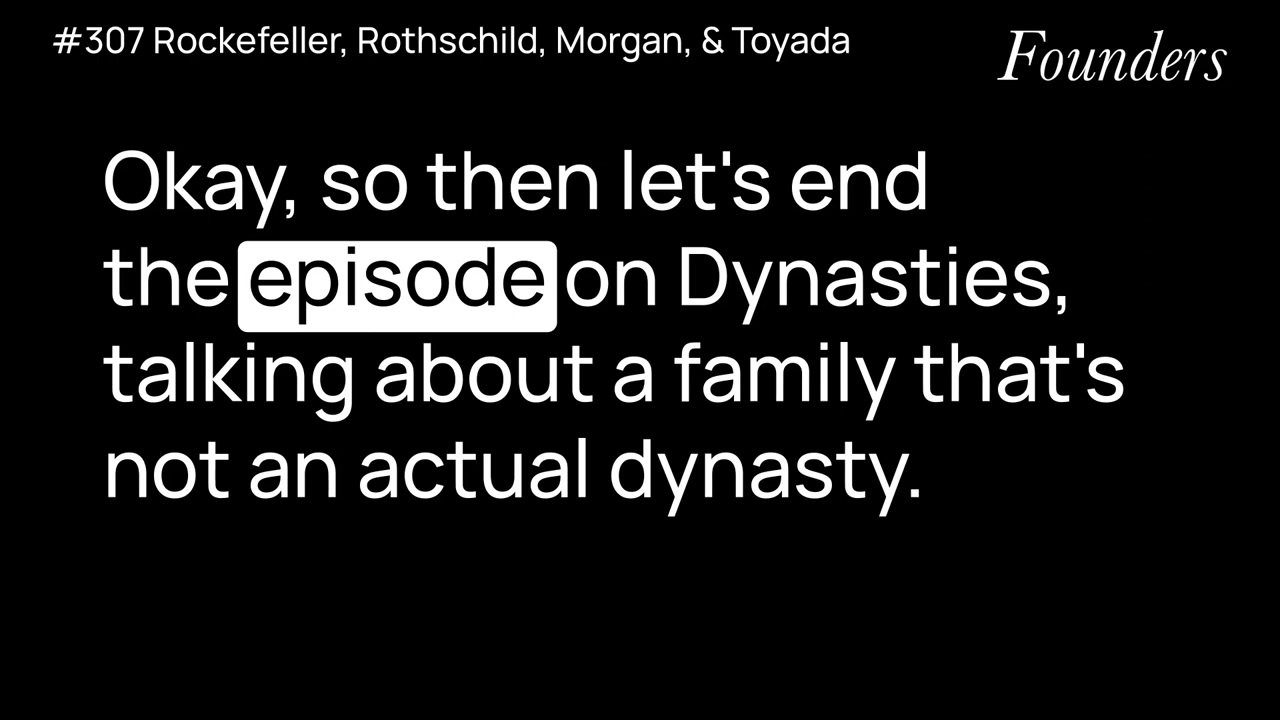 #307 Rockefeller, Rothschild, Morgan, & Toyada
Founders
Okay, so then let's end
the episode on Dynasties,
talking about a family that's
not an actual dynasty.